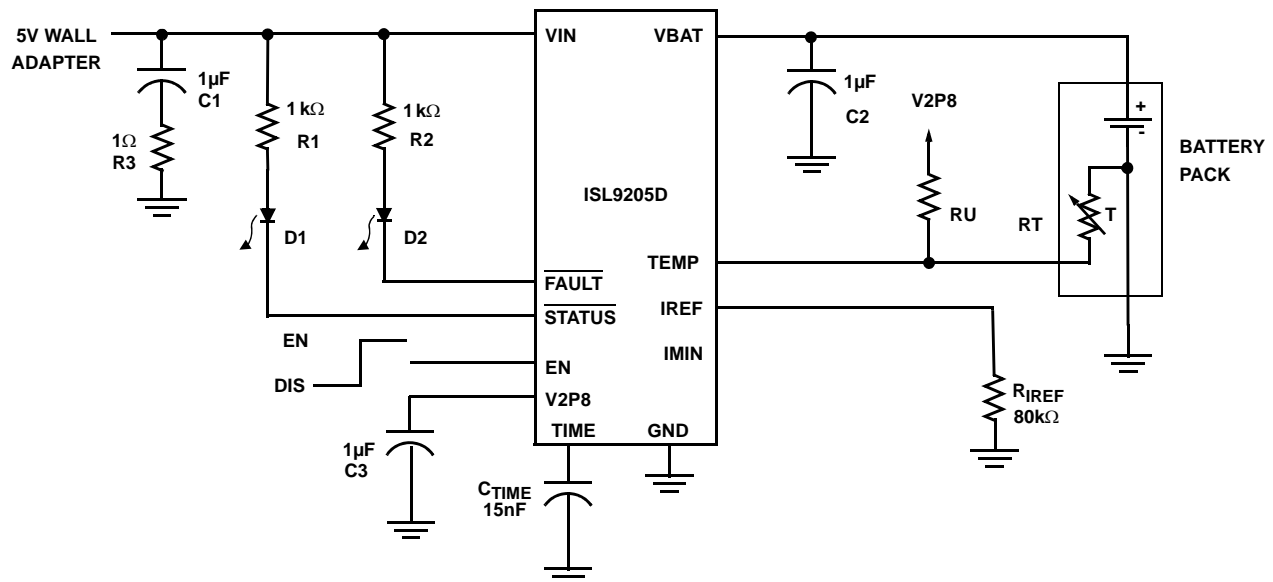 5V WALL
ADAPTER
1µF
C1
1Ω
R3
1 kΩ
R1
D1
1 kΩ
R2
D2
EN
DIS
1µF
C3
CTIME
15nF
VIN
VBAT
ISL9205D
TEMP
FAULT
STATUS
IREF
IMIN
EN
V2P8
TIME
GND
1µF
C2
V2P8
RU
RT
T
+
-
BATTERY
PACK
RIREF
80kΩ